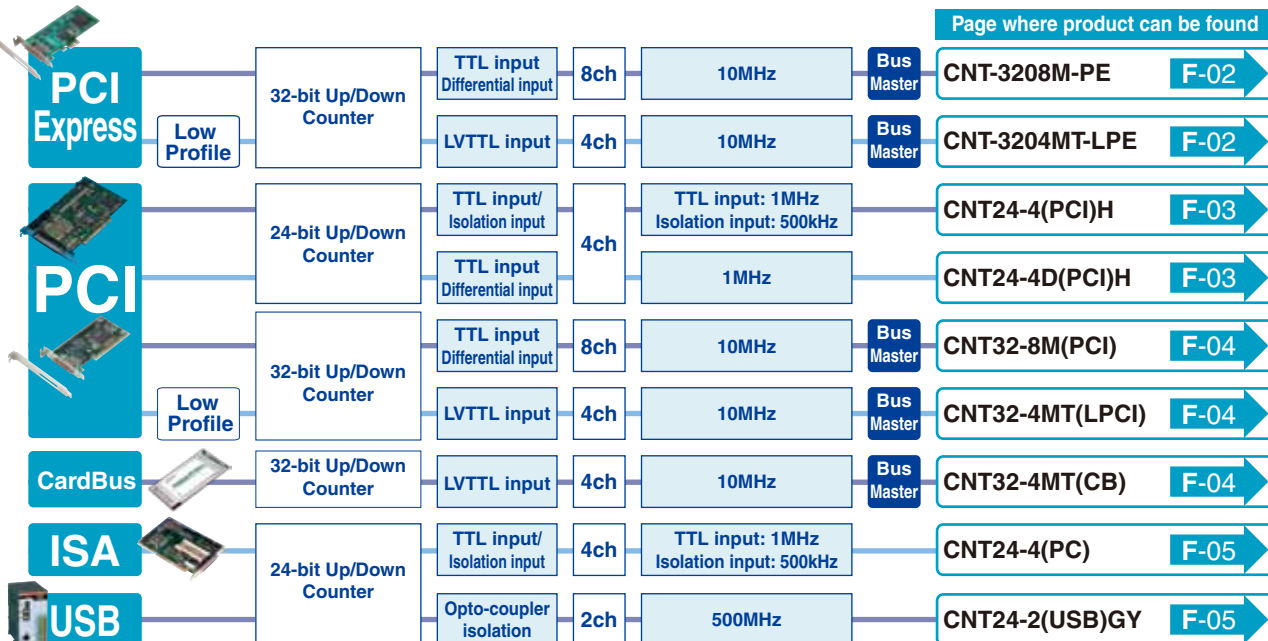 Page where product can be found
PCI
Express
32-bit Up/Down
Counter
TTL input
Differential input
8ch
10MHz
Bus
Master
CNT-3208M-PE
F-02
Low
Profile
LVTTL input
4ch
10MHz
Bus
Master
CNT-3204MT-LPE
F-02
PCI
24-bit Up/Down
Counter
TTL input/
Isolation input
4ch
TTL input: 1MHz
Isolation input: 500kHz
CNT24-4(PCI)H
F-03
TTL input
Differential input
1MHz
CNT24-4D(PCI)H
F-03
32-bit Up/Down
Counter
TTL input
Differential input
8ch
10MHz
Bus
Master
CNT32-8M(PCI)
F-04
Low
Profile
LVTTL input
4ch
10MHz
Bus
Master
CNT32-4MT(LPCI)
F-04
CardBus
32-bit Up/Down
Counter
LVTTL input
4ch
10MHz
Bus
Master
CNT32-4MT(CB)
F-04
ISA
24-bit Up/Down
Counter
TTL input/
Isolation input
4ch
TTL input: 1MHz
Isolation input: 500kHz
CNT24-4(PC)
F-05
USB
Opto-coupler
isolation
2ch
500MHz
CNT24-2(USB)GY
F-05